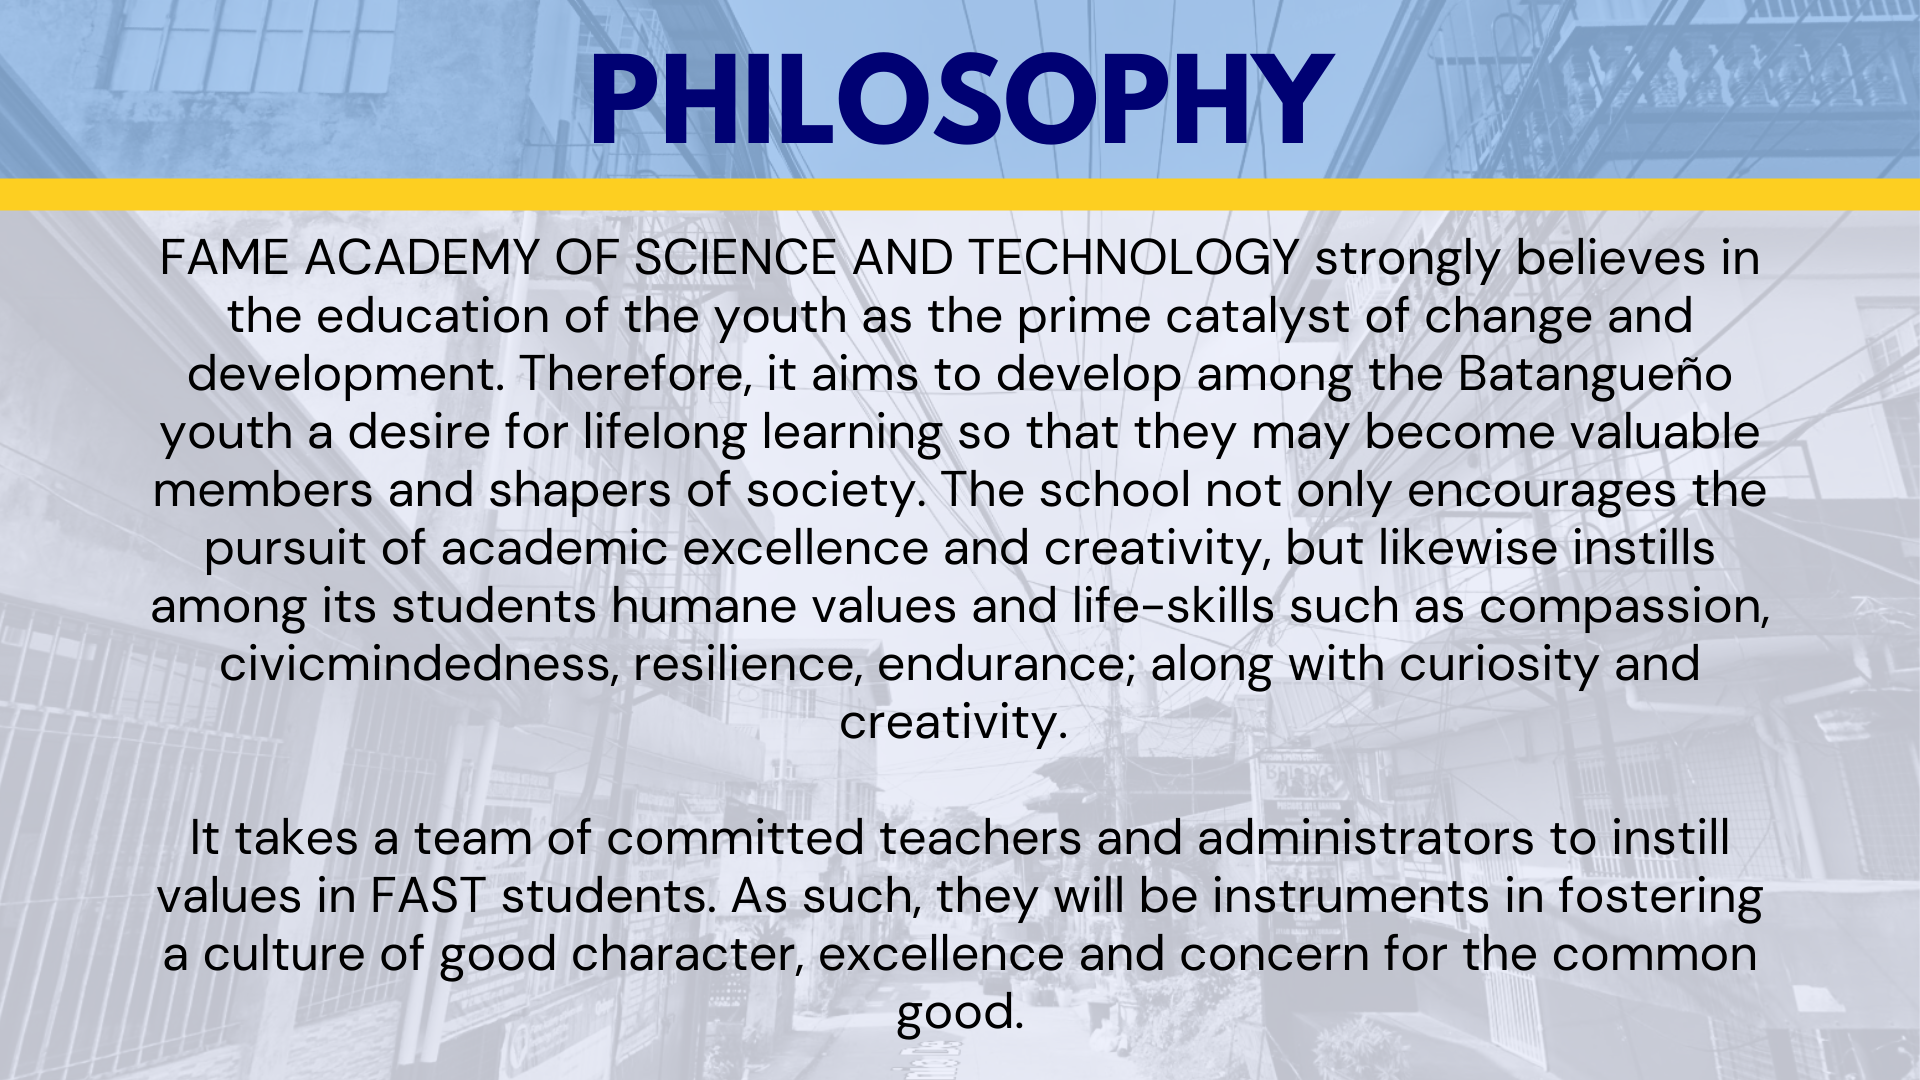 PHILOSOPHY
FAME ACADEMY OF SCIENCE AND TECHNOLOGY strongly believes in
the education of the youth as the prime catalyst of change and
development. Therefore, it aims to develop among the Batangueño
youth a desire for lifelong learning so that they may become valuable
members and shapers of society. The school not only encourages the
pursuit of academic excellence and creativity, but likewise instills
among its students humane values and life-skills such as compassion,
civicmindedness, resilience, endurance; along with curiosity and
creativity.
It takes a team of committed teachers and administrators to instill
values in FAST students. As such, they will be instruments in fostering
a culture of good character, excellence and concern for the common
good.